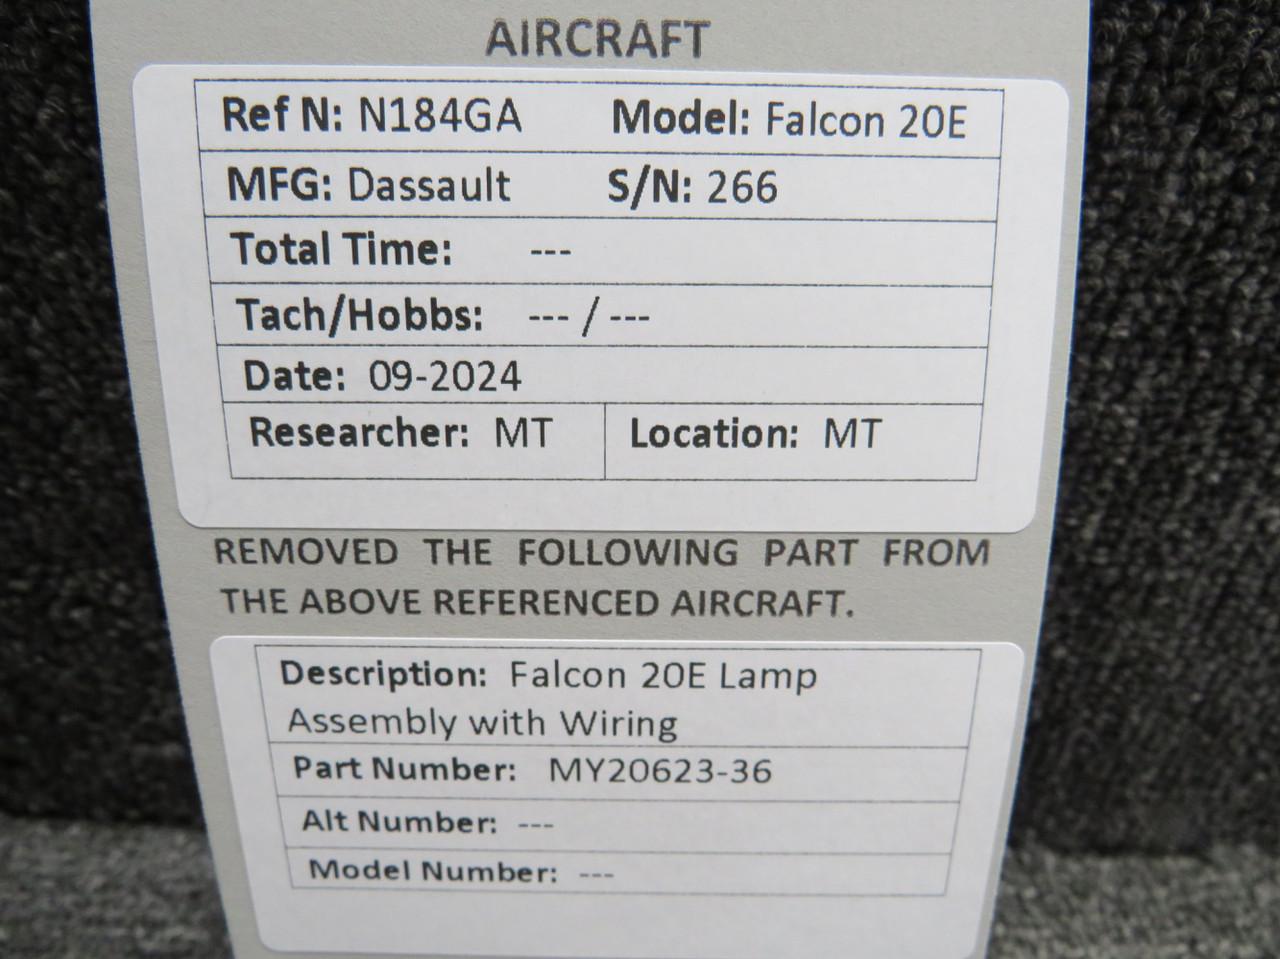 AIRCRAFT
Ref N: N184GA Model: Falcon 20E
MFG: Dassault S/N: 266
Total Time: ---
Tach/Hobbs: --- / ---
Date: 09-2024
Researcher: MT Location: MT
REMOVED THE FOLLOWING PART FROM
THE ABOVE REFERENCED AIRCRAFT.
Description: Falcon 20E Lamp
Assembly with Wiring
Part Number: MY20623-36
Alt Number: ---
Model Number: ---